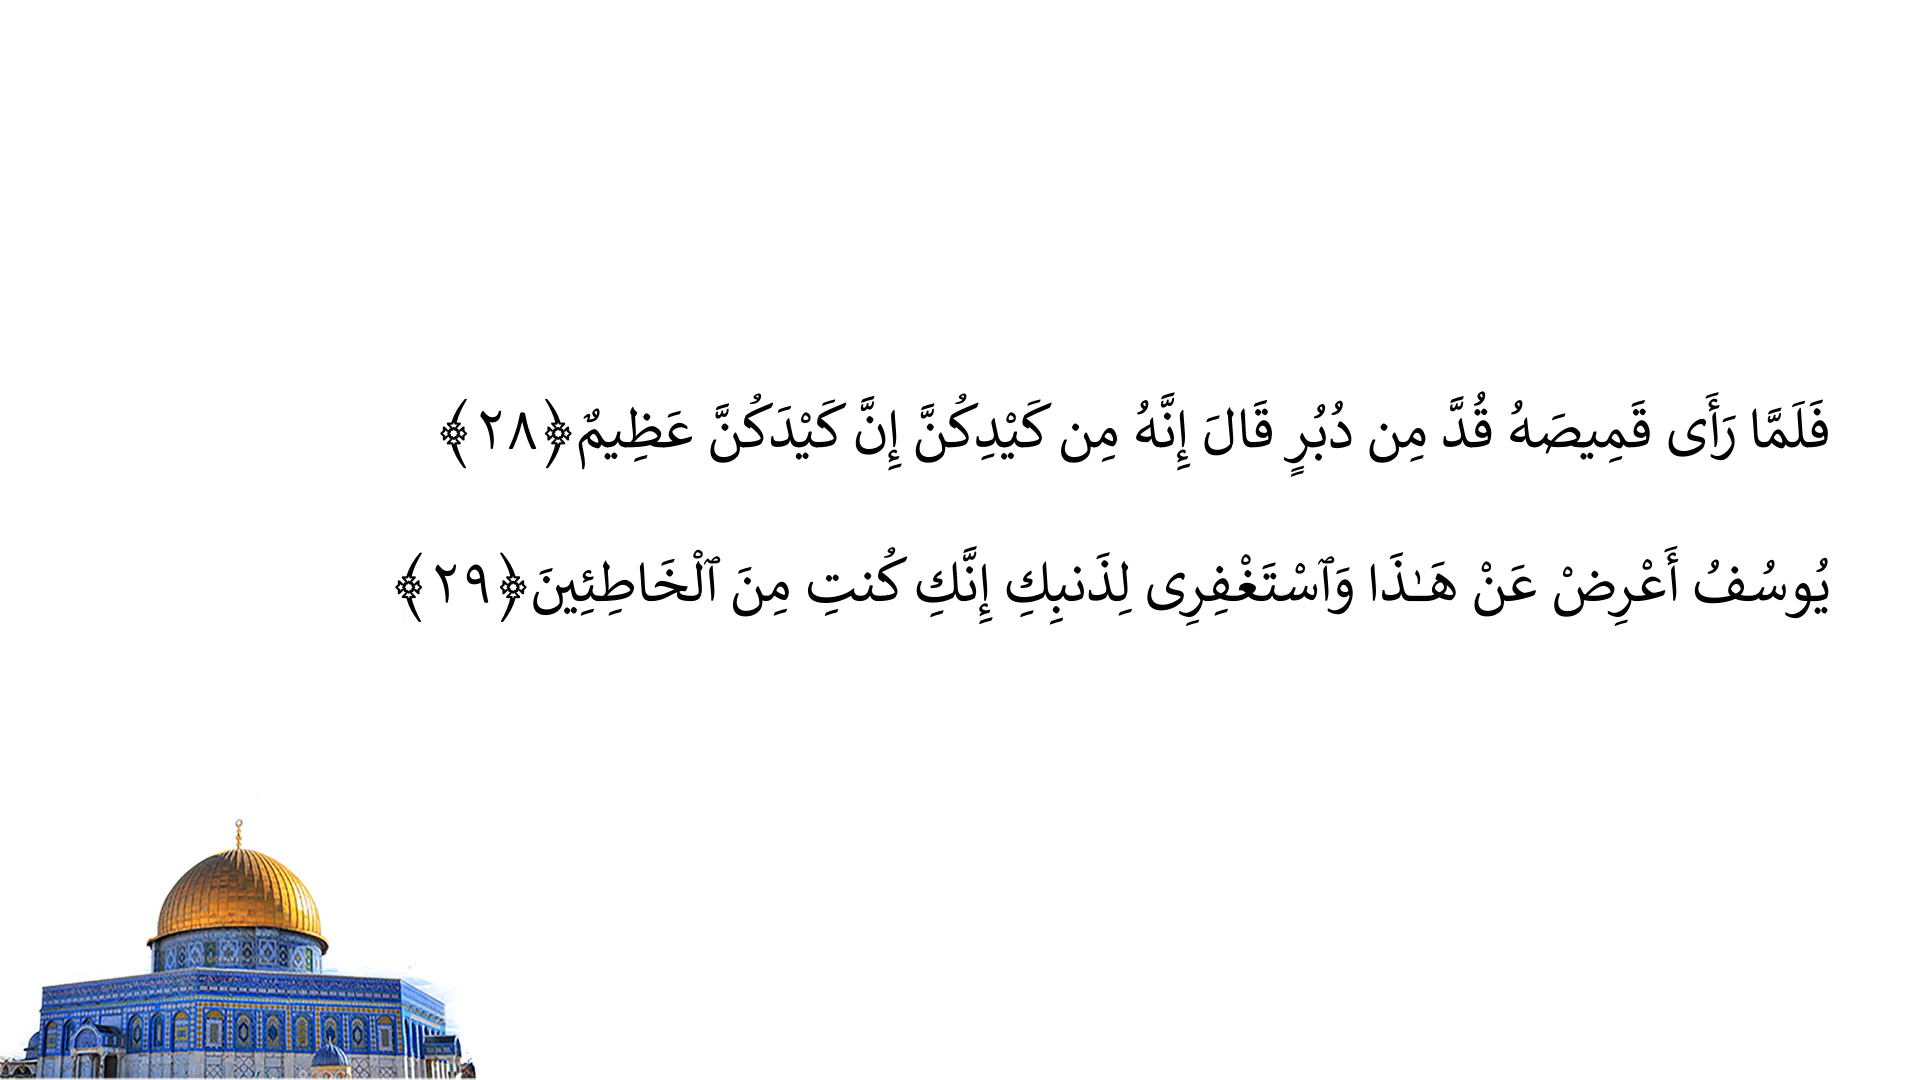 فَلَمَّا رَأَى قَمِيصَهُ قُدَّ مِن دُبُرٍ قَالَ إِنَّهُ مِن كَيْدِكُنَّ إِنَّ كَيْدَكُنَّ عَظِيمٌ﴿٢٨﴾
يُوسُفُ أَعْرِضْ عَنْ هَـٰذَا وَٱسْتَغْفِرِى لِذَنبِكِ إِنَّكِ كُنتِ مِنَ ٱلْخَاطِئِينَ﴿٢٩﴾